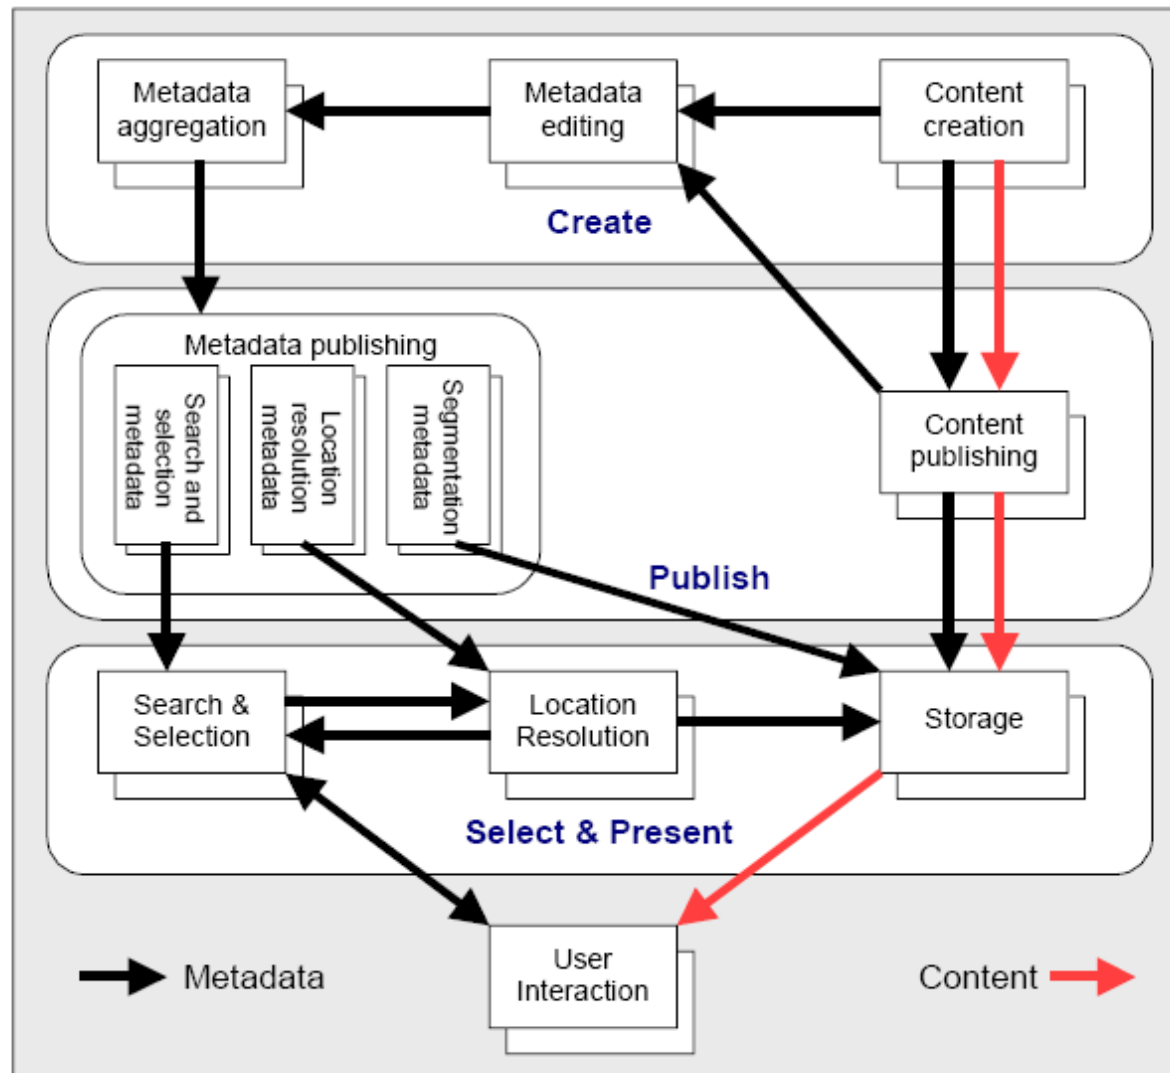 Metadata
aggregation
Metadata
editing
Content
creation
Create
Metadata publishing
Search and
selection
metadata
Location
resolution
metadata
Segmentation
metadata
Content
publishing
Publish
Search &
Selection
Location
Resolution
Storage
Select & Present
User
Interaction
Metadata
Content